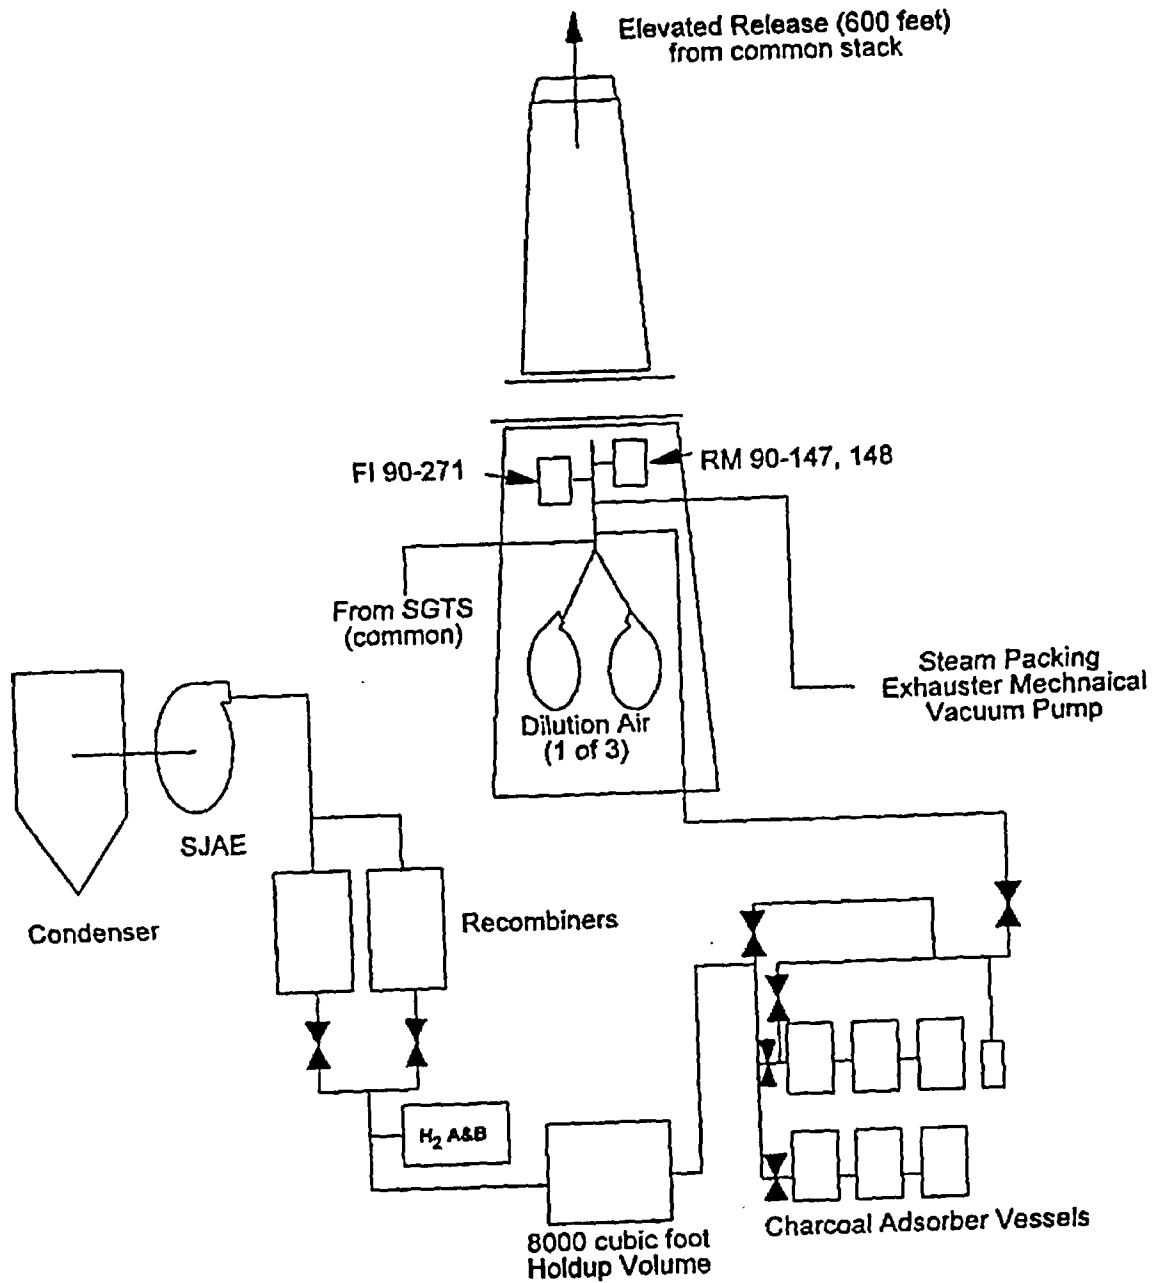 Elevated Release (600 feet)
from common stack
FI 90-271
RM 90-147, 148
From SGTS
(common)
Dilution Air
(1 of 3)
Steam Packing
Exhauster Mechnaical
Vacuum Pump
SJAE
Condenser
Recombiners
H2 A&B
8000 cubic foot
Holdup Volume
Charcoal Adsorber Vessels